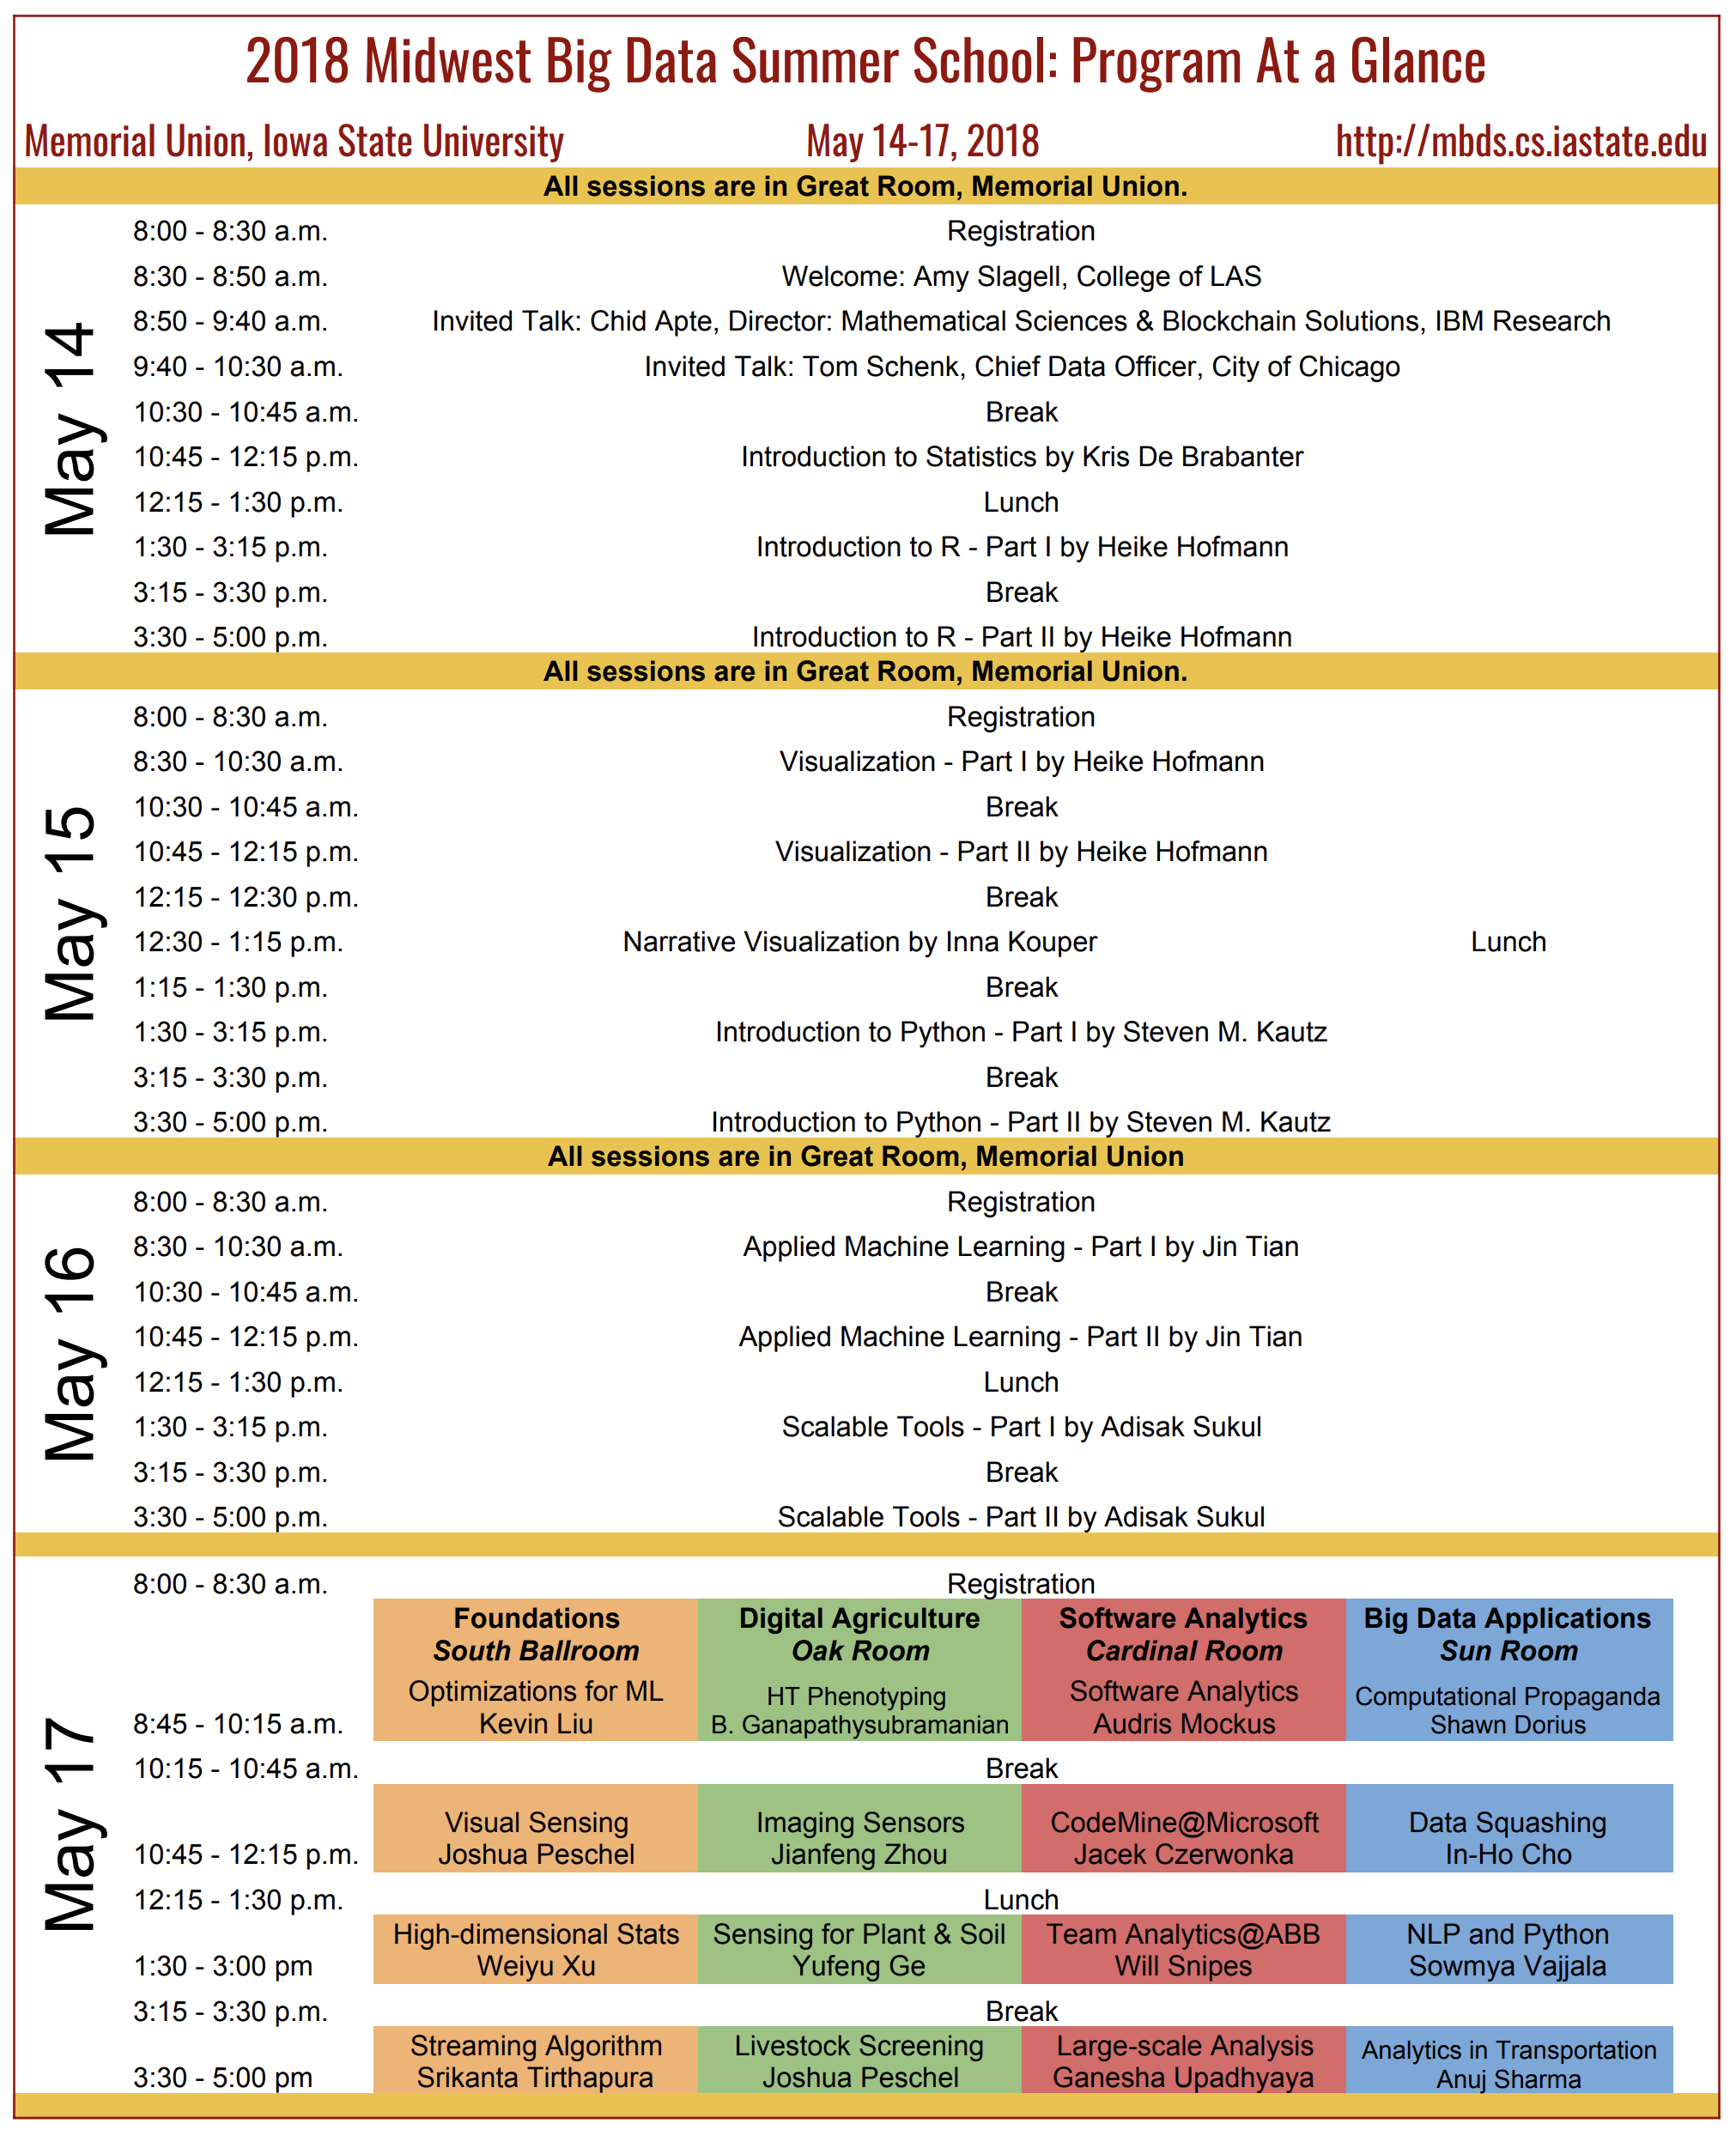 2018 Midwest Big Data Summer School: Program At a Glance
Memorial Union, Iowa State University May 14-17, 2018 http://mbds.cs.iastate.edu
All sessions are in Great Room, Memorial Union.
May 14
8:00 - 8:30 a.m. Registration
8:30 - 8:50 a.m. Welcome: Amy Slagell, College of LAS
8:50 - 9:40 a.m. Invited Talk: Chid Apte, Director: Mathematical Sciences & Blockchain Solutions, IBM Research
9:40 - 10:30 a.m. Invited Talk: Tom Schenk, Chief Data Officer, City of Chicago
10:30 - 10:45 a.m. Break
10:45 - 12:15 p.m. Introduction to Statistics by Kris De Brabanter
12:15 - 1:30 p.m. Lunch
1:30 - 3:15 p.m. Introduction to R - Part I by Heike Hofmann
3:15 - 3:30 p.m. Break
3:30 - 5:00 p.m. Introduction to R - Part II by Heike Hofmann
All sessions are in Great Room, Memorial Union.
May 15
8:00 - 8:30 a.m. Registration
8:30 - 10:30 a.m. Visualization - Part I by Heike Hofmann
10:30 - 10:45 a.m. Break
10:45 - 12:15 p.m. Visualization - Part II by Heike Hofmann
12:15 - 12:30 p.m. Break
12:30 - 1:15 p.m. Narrative Visualization by Inna Kouper Lunch
1:15 - 1:30 p.m. Break
1:30 - 3:15 p.m. Introduction to Python - Part I by Steven M. Kautz
3:15 - 3:30 p.m. Break
3:30 - 5:00 p.m. Introduction to Python - Part II by Steven M. Kautz
All sessions are in Great Room, Memorial Union
May 16
8:00 - 8:30 a.m. Registration
8:30 - 10:30 a.m. Applied Machine Learning - Part I by Jin Tian
10:30 - 10:45 a.m. Break
10:45 - 12:15 p.m. Applied Machine Learning - Part II by Jin Tian
12:15 - 1:30 p.m. Lunch
1:30 - 3:15 p.m. Scalable Tools - Part I by Adisak Sukul
3:15 - 3:30 p.m. Break
3:30 - 5:00 p.m. Scalable Tools - Part II by Adisak Sukul
May 17
8:00 - 8:30 a.m. Registration
Foundations Digital Agriculture Software Analytics Big Data Applications
South Ballroom Oak Room Cardinal Room Sun Room
Optimizations for ML HT Phenotyping Software Analytics Computational Propaganda
8:45 - 10:15 a.m. Kevin Liu B. Ganapathysubramanian Audris Mockus Shawn Dorius
10:15 - 10:45 a.m. Break
Visual Sensing Imaging Sensors CodeMine@Microsoft Data Squashing
10:45 - 12:15 p.m. Joshua Peschel Jianfeng Zhou Jacek Czerwonka In-Ho Cho
12:15 - 1:30 p.m. Lunch
High-dimensional Stats Sensing for Plant & Soil Team Analytics@ABB NLP and Python
1:30 - 3:00 pm Weiyu Xu Yufeng Ge Will Snipes Sowmya Vajjala
3:15 - 3:30 p.m. Break
Streaming Algorithm Livestock Screening Large-scale Analysis Analytics in Transportation
3:30 - 5:00 pm Srikanta Tirthapura Joshua Peschel Ganesha Upadhyaya Anuj Sharma